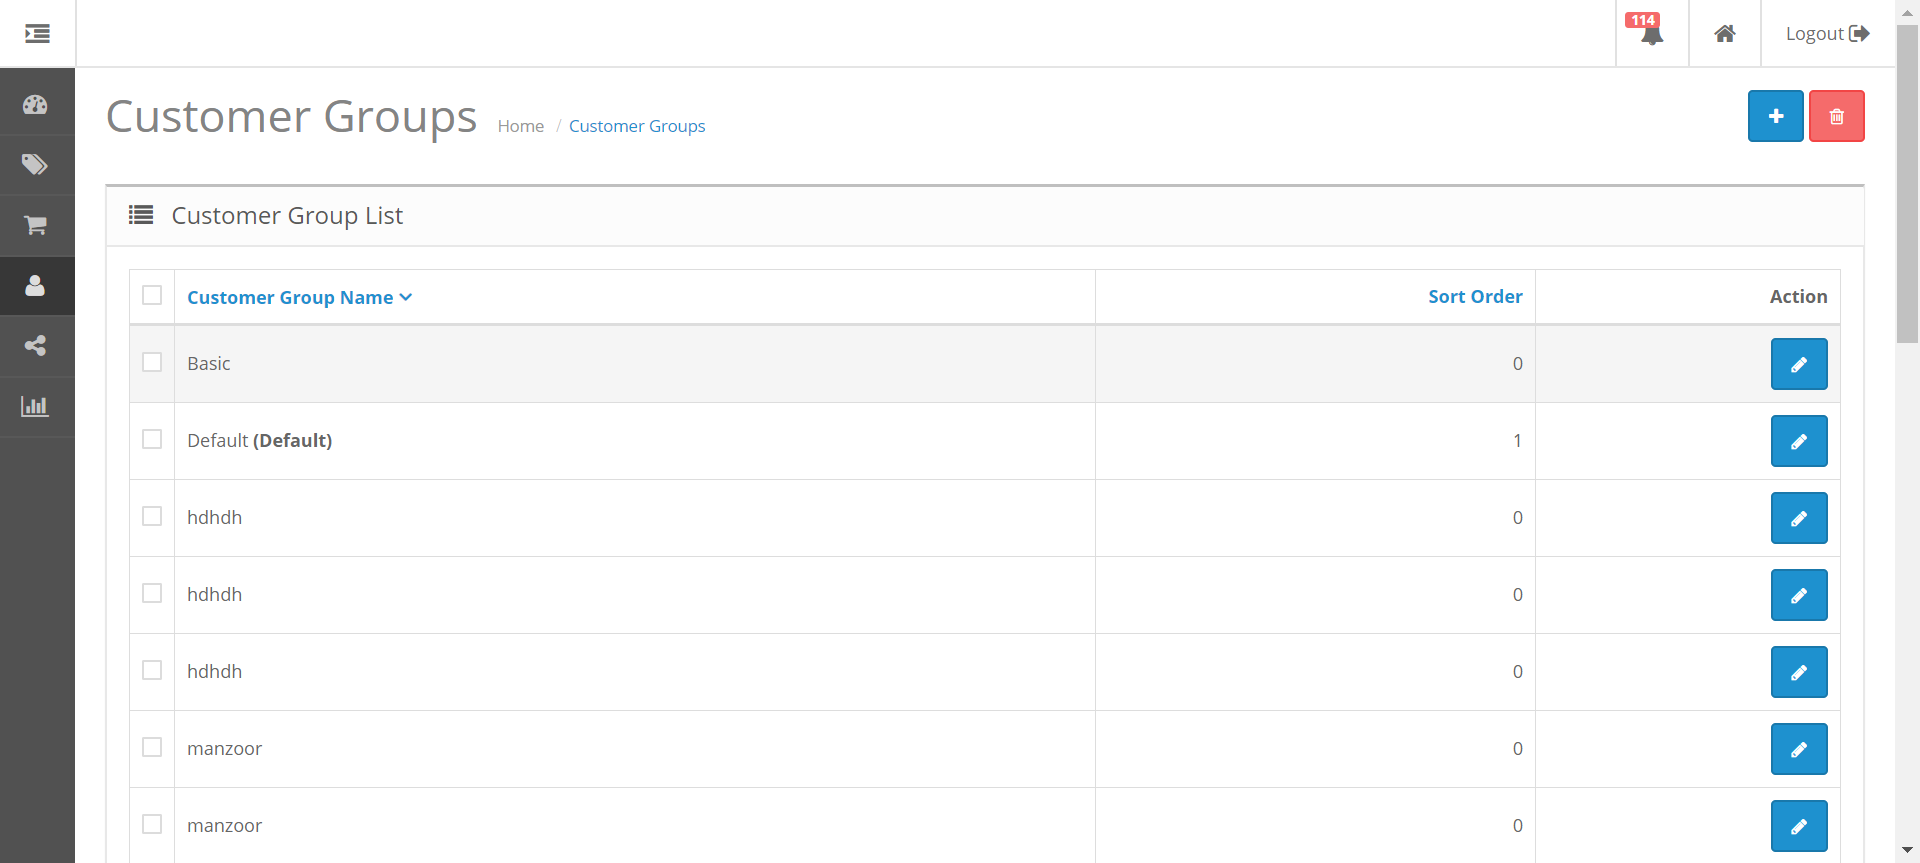 114
Logout
Customer Groups
Home / Customer Groups
Customer Group List
Customer Group Name Sort Order Action
Basic 0
Default (Default) 1
hdhdh 0
hdhdh 0
hdhdh 0
manzoor 0
manzoor 0